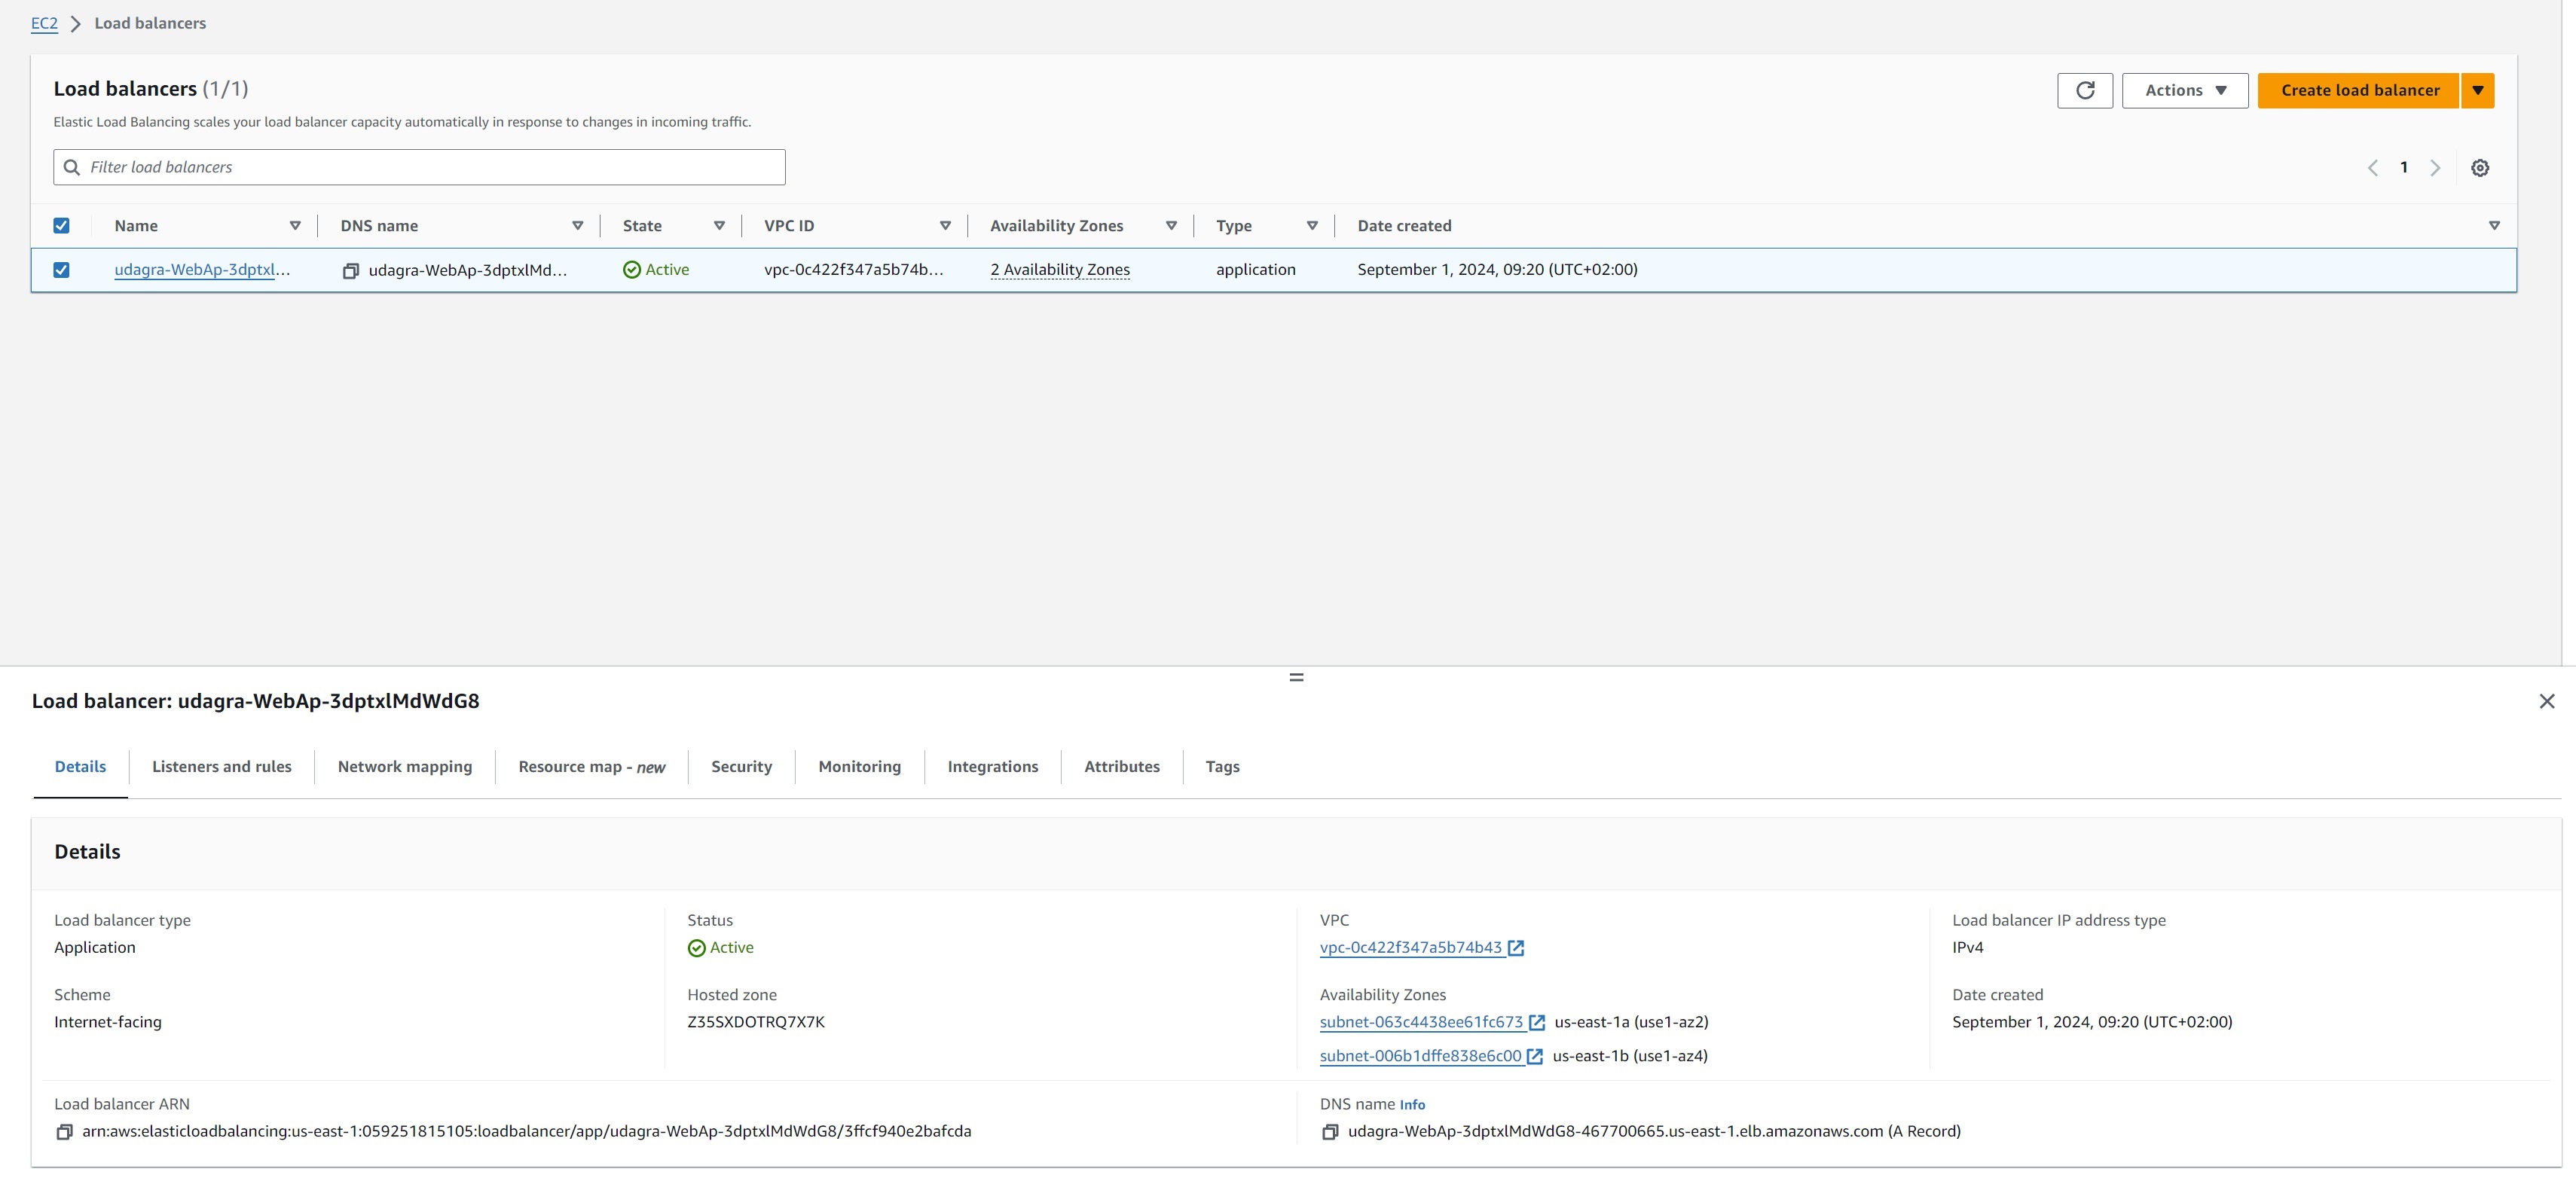 EC2 Load balancers
Load balancers (1/1)
Actions
Create load balancer
Elastic Load Balancing scales your load balancer capacity automatically in response to changes in incoming traffic.
Filter load balancers
1
Name DNS name State VPC ID Availability Zones Type Date created
udagra-WebAp-3dptxl... udagra-WebAp-3dptxlMd... Active vpc-0c422f347a5b74b... 2 Availability Zones application September 1, 2024, 09:20 (UTC+02:00)
Load balancer: udagra-WebAp-3dptxlMdWdG8
Details Listeners and rules Network mapping Resource map - new Security Monitoring Integrations Attributes Tags
Details
Load balancer type
Application
Status
Active
VPC
vpc-0c422f347a5b74b43
Load balancer IP address type
IPv4
Scheme
Internet-facing
Hosted zone
Z35SXDOTRQ7X7K
Availability Zones
subnet-063c4438ee61fc673 us-east-1a (use1-az2)
subnet-006b1dffe838e6c00 us-east-1b (use1-az4)
Date created
September 1, 2024, 09:20 (UTC+02:00)
Load balancer ARN
arn:aws:elasticloadbalancing:us-east-1:059251815105:loadbalancer/app/udagra-WebAp-3dptxlMdWdG8/3ffcf940e2bafcda
DNS name Info
udagra-WebAp-3dptxlMdWdG8-467700665.us-east-1.elb.amazonaws.com (A Record)